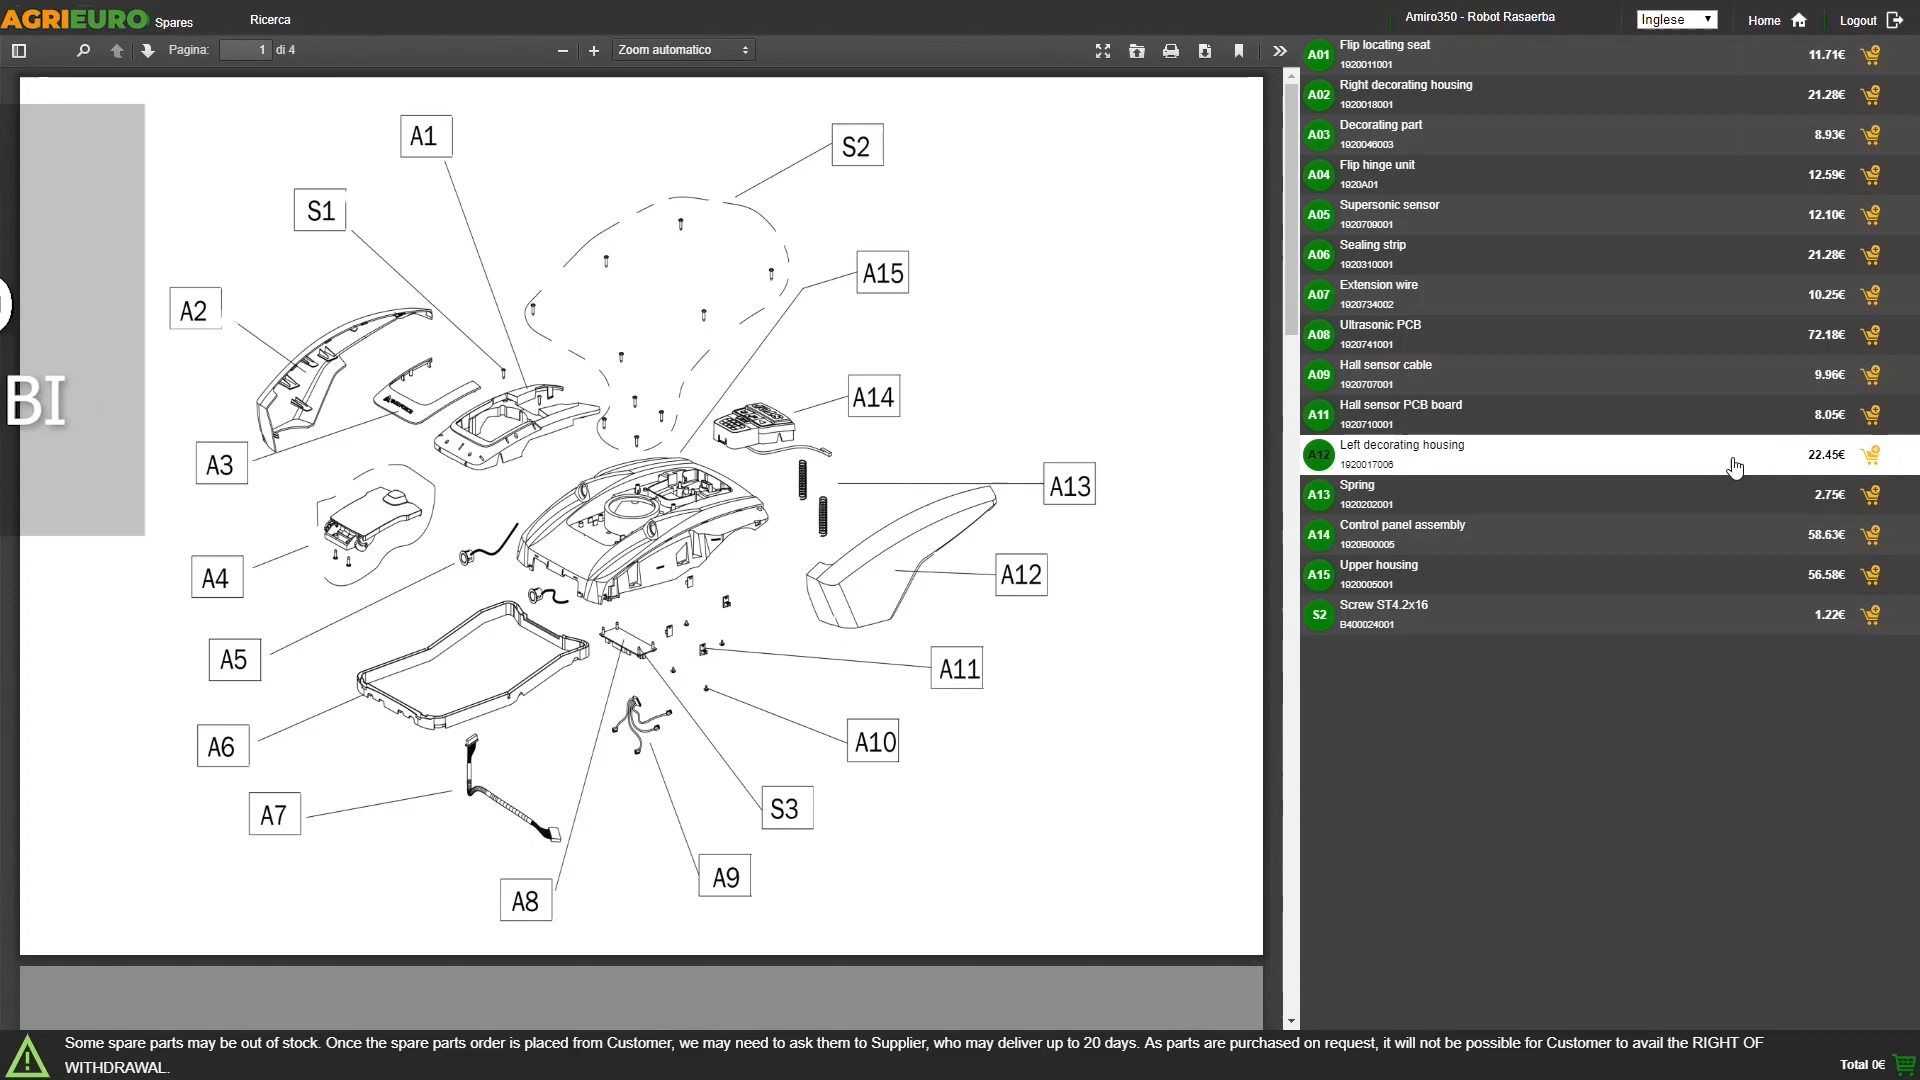 AGRIEURO Spares
Ricerca
Amiro350 - Robot Rasaerba
Inglese
Home
Logout
Pagina:
1
di 4
Zoom automatico
A1
S2
S1
A15
A2
A14
BI
A3
A13
A4
A12
A5
A11
A6
A10
A7
S3
A9
A8
A01
Flip locating seat
1920011001
11.71€
A02
Right decorating housing
1920018001
21.28€
A03
Decorating part
1920046003
8.93€
A04
Flip hinge unit
1920A01
12.59€
A05
Supersonic sensor
1920709001
12.10€
A06
Sealing strip
1920310001
21.28€
A07
Extension wire
1920734002
10.25€
A08
Ultrasonic PCB
1920741001
72.18€
A09
Hall sensor cable
1920707001
9.96€
A11
Hall sensor PCB board
1920710001
8.05€
A12
Left decorating housing
1920017006
22.45€
A13
Spring
1920202001
2.75€
A14
Control panel assembly
1920B00005
58.63€
A15
Upper housing
1920005001
56.58€
S2
Screw ST4.2x16
B400024001
1.22€
Some spare parts may be out of stock. Once the spare parts order is placed from Customer, we may need to ask them to Supplier, who may deliver up to 20 days. As parts are purchased on request, it will not be possible for Customer to avail the RIGHT OF
WITHDRAWAL.
Total 0€